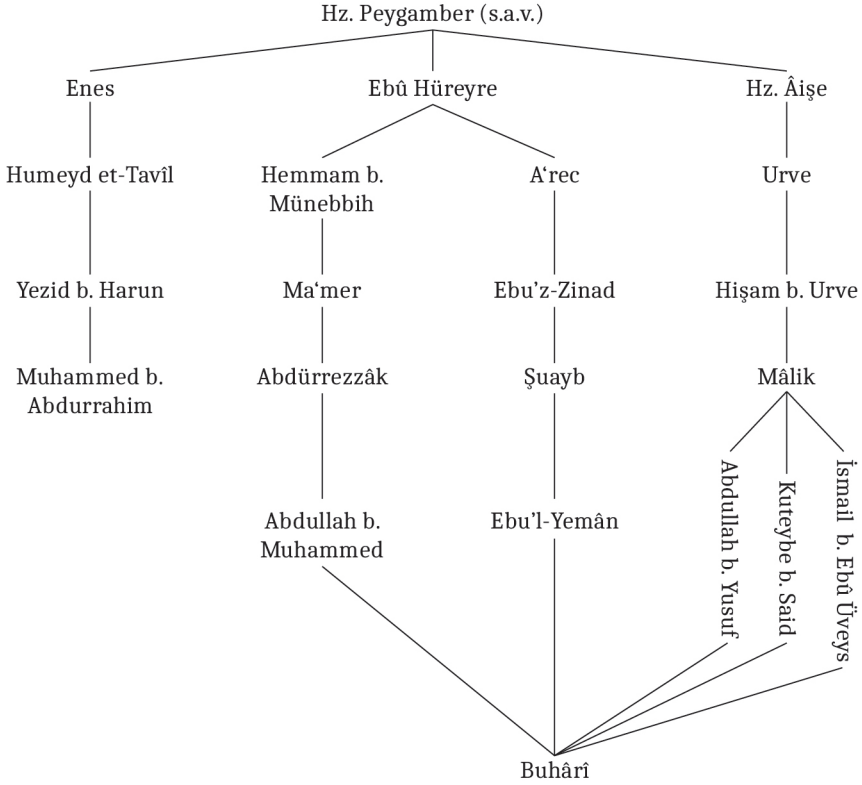 Hz. Peygamber (s.a.v.)
Enes
Ebû Hüreyre
Hz. Âişe
Humeyd et-Tavîl
Hemmam b.
Münebbih
A‘rec
Urve
Yezid b. Harun
Ma‘mer
Ebu’z-Zinad
Hişam b. Urve
Muhammed b.
Abdurrahim
Abdürrezzâk
Şuayb
Mâlik
Abdullah b.
Muhammed
Ebu’l-Yemân
Abdullah b. Yusuf
Kuteybe b. Said
İsmail b. Ebû Üveys
Buhârî